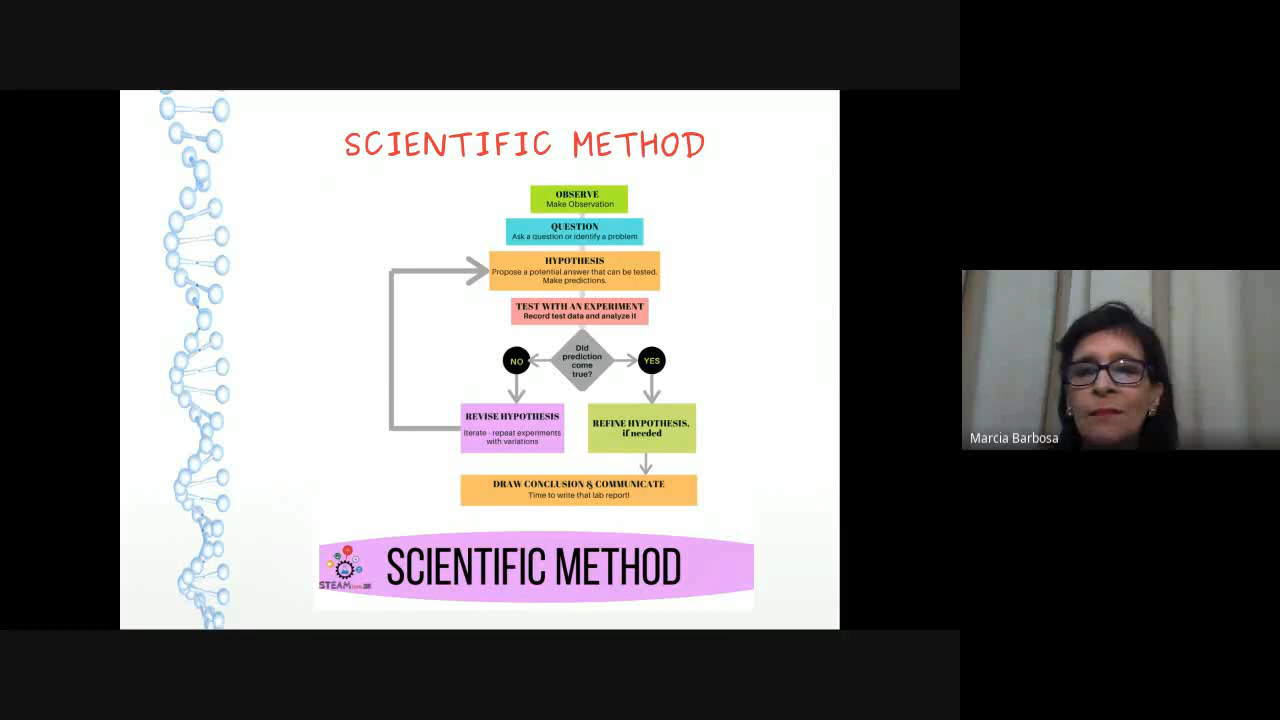 SCIENTIFIC METHOD
OBSERVE
Make Observation
QUESTION
Ask a question or identify a problem
HYPOTHESIS
Propose a potential answer that can be tested.
Make predictions.
TEST WITH AN EXPERIMENT
Record test data and analyze it
Did
prediction
come
true?
NO
YES
REVISE HYPOTHESIS
Iterate - repeat experiments
with variations
REFINE HYPOTHESIS,
if needed
DRAW CONCLUSION & COMMUNICATE
Time to write that lab report!
STEAM
SCIENTIFIC METHOD
Marcia Barbosa